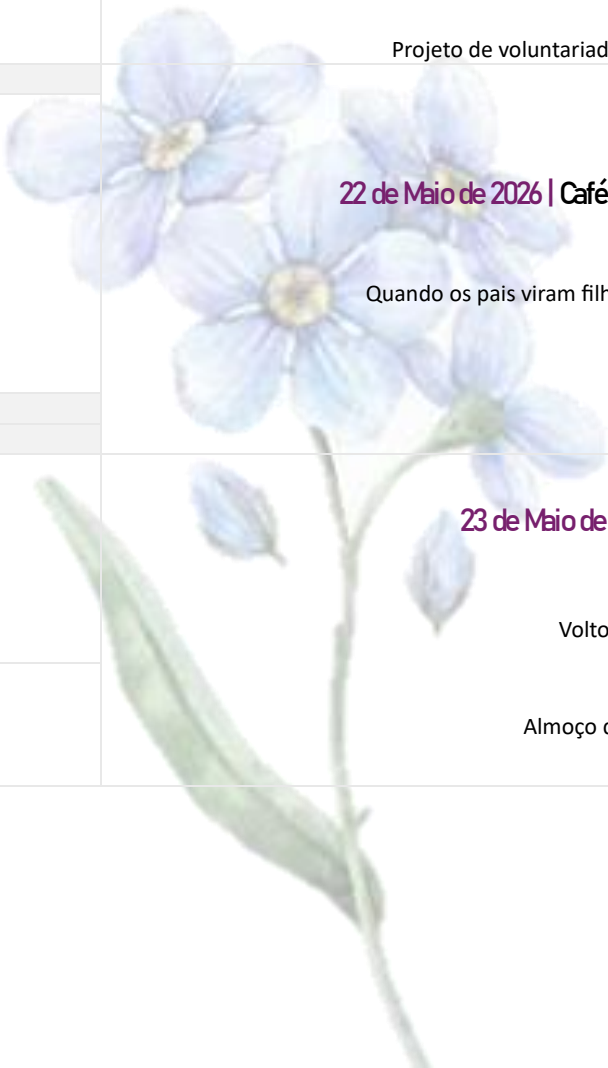 Projeto de voluntariad
22 de Maio de 2026 | Café
Quando os pais viram filh
23 de Maio de
Volto
Almoço